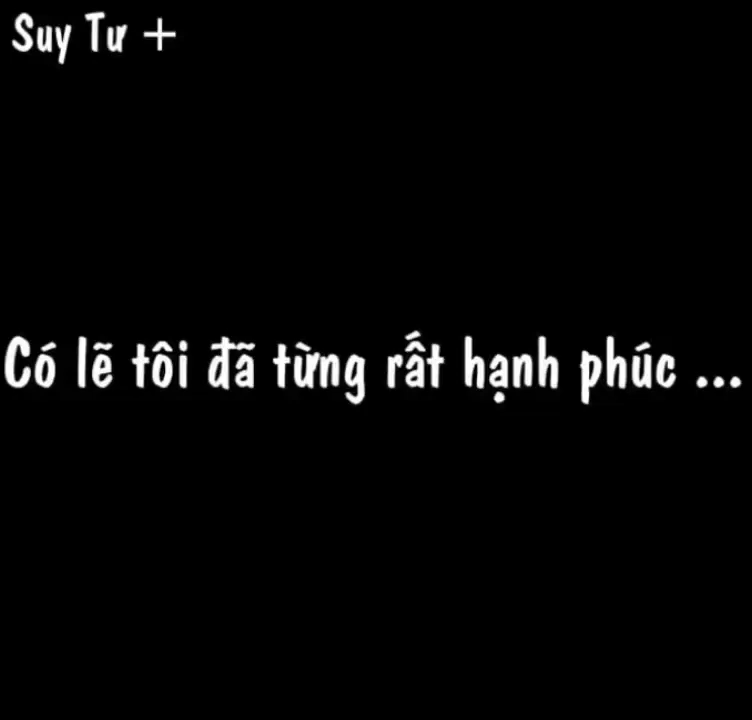 Suy Tư +
Có lẽ tôi đã từng rất hạnh phúc ...